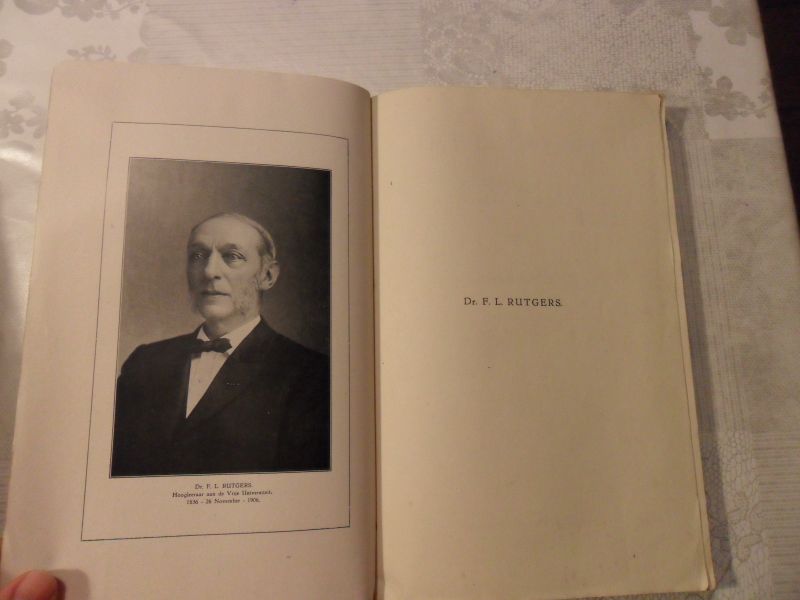 Dr. F. L. RUTGERS.
Hoogleeraar aan de Vrije Universiteit,
1836 - 26 November - 1906.
Dr. F. L. RUTGERS.